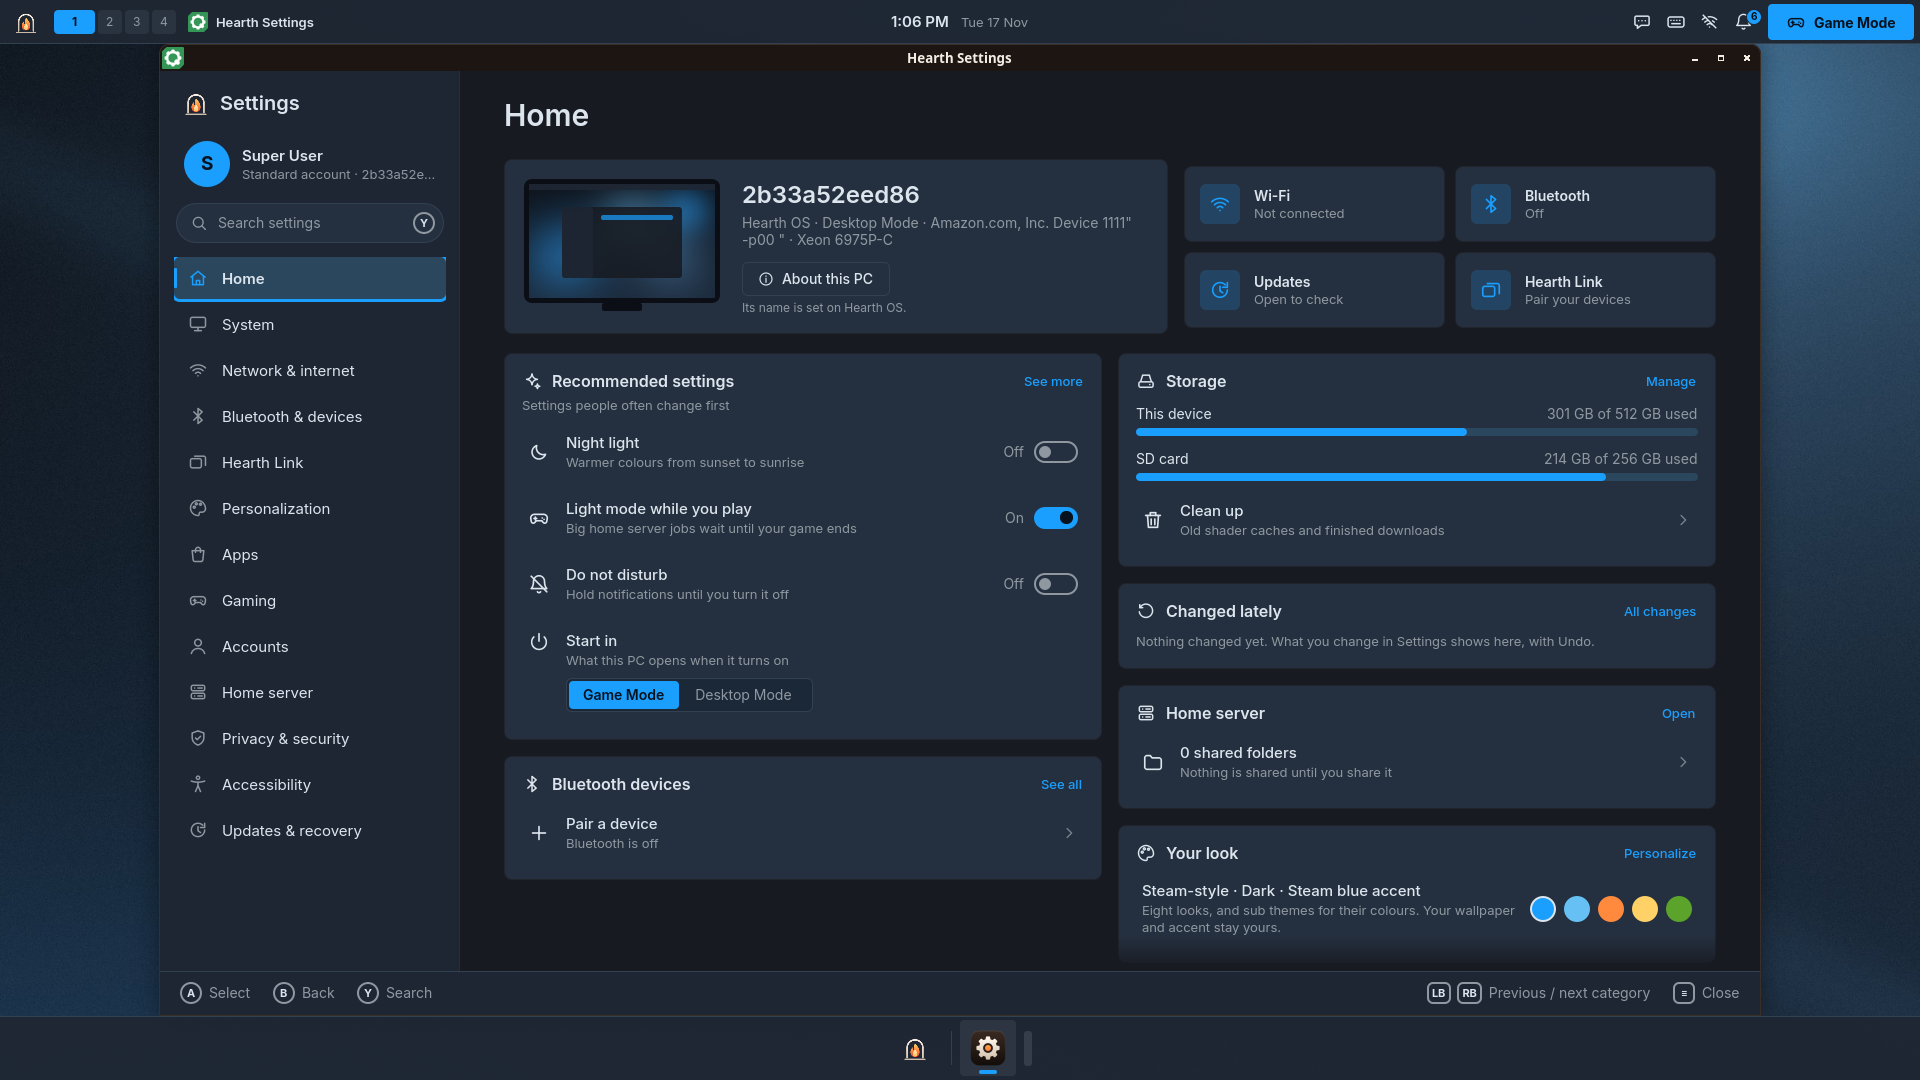 1 2 3 4 Hearth Settings
1:06 PM Tue 17 Nov
6
Game Mode
Hearth Settings
Settings
S
Super User
Standard account · 2b33a52e...
Search settings
Y
Home
System
Network & internet
Bluetooth & devices
Hearth Link
Personalization
Apps
Gaming
Accounts
Home server
Privacy & security
Accessibility
Updates & recovery
Home
2b33a52eed86
Hearth OS · Desktop Mode · Amazon.com, Inc. Device 1111"
-p00 " · Xeon 6975P-C
About this PC
Its name is set on Hearth OS.
Wi-Fi
Not connected
Bluetooth
Off
Updates
Open to check
Hearth Link
Pair your devices
Recommended settings
See more
Settings people often change first
Night light
Warmer colours from sunset to sunrise
Off
Light mode while you play
Big home server jobs wait until your game ends
On
Do not disturb
Hold notifications until you turn it off
Off
Start in
What this PC opens when it turns on
Game Mode Desktop Mode
Bluetooth devices
See all
Pair a device
Bluetooth is off
Storage
Manage
This device
301 GB of 512 GB used
SD card
214 GB of 256 GB used
Clean up
Old shader caches and finished downloads
Changed lately
All changes
Nothing changed yet. What you change in Settings shows here, with Undo.
Home server
Open
0 shared folders
Nothing is shared until you share it
Your look
Personalize
Steam-style · Dark · Steam blue accent
Eight looks, and sub themes for their colours. Your wallpaper
and accent stay yours.
A Select B Back Y Search
LB RB Previous / next category Close